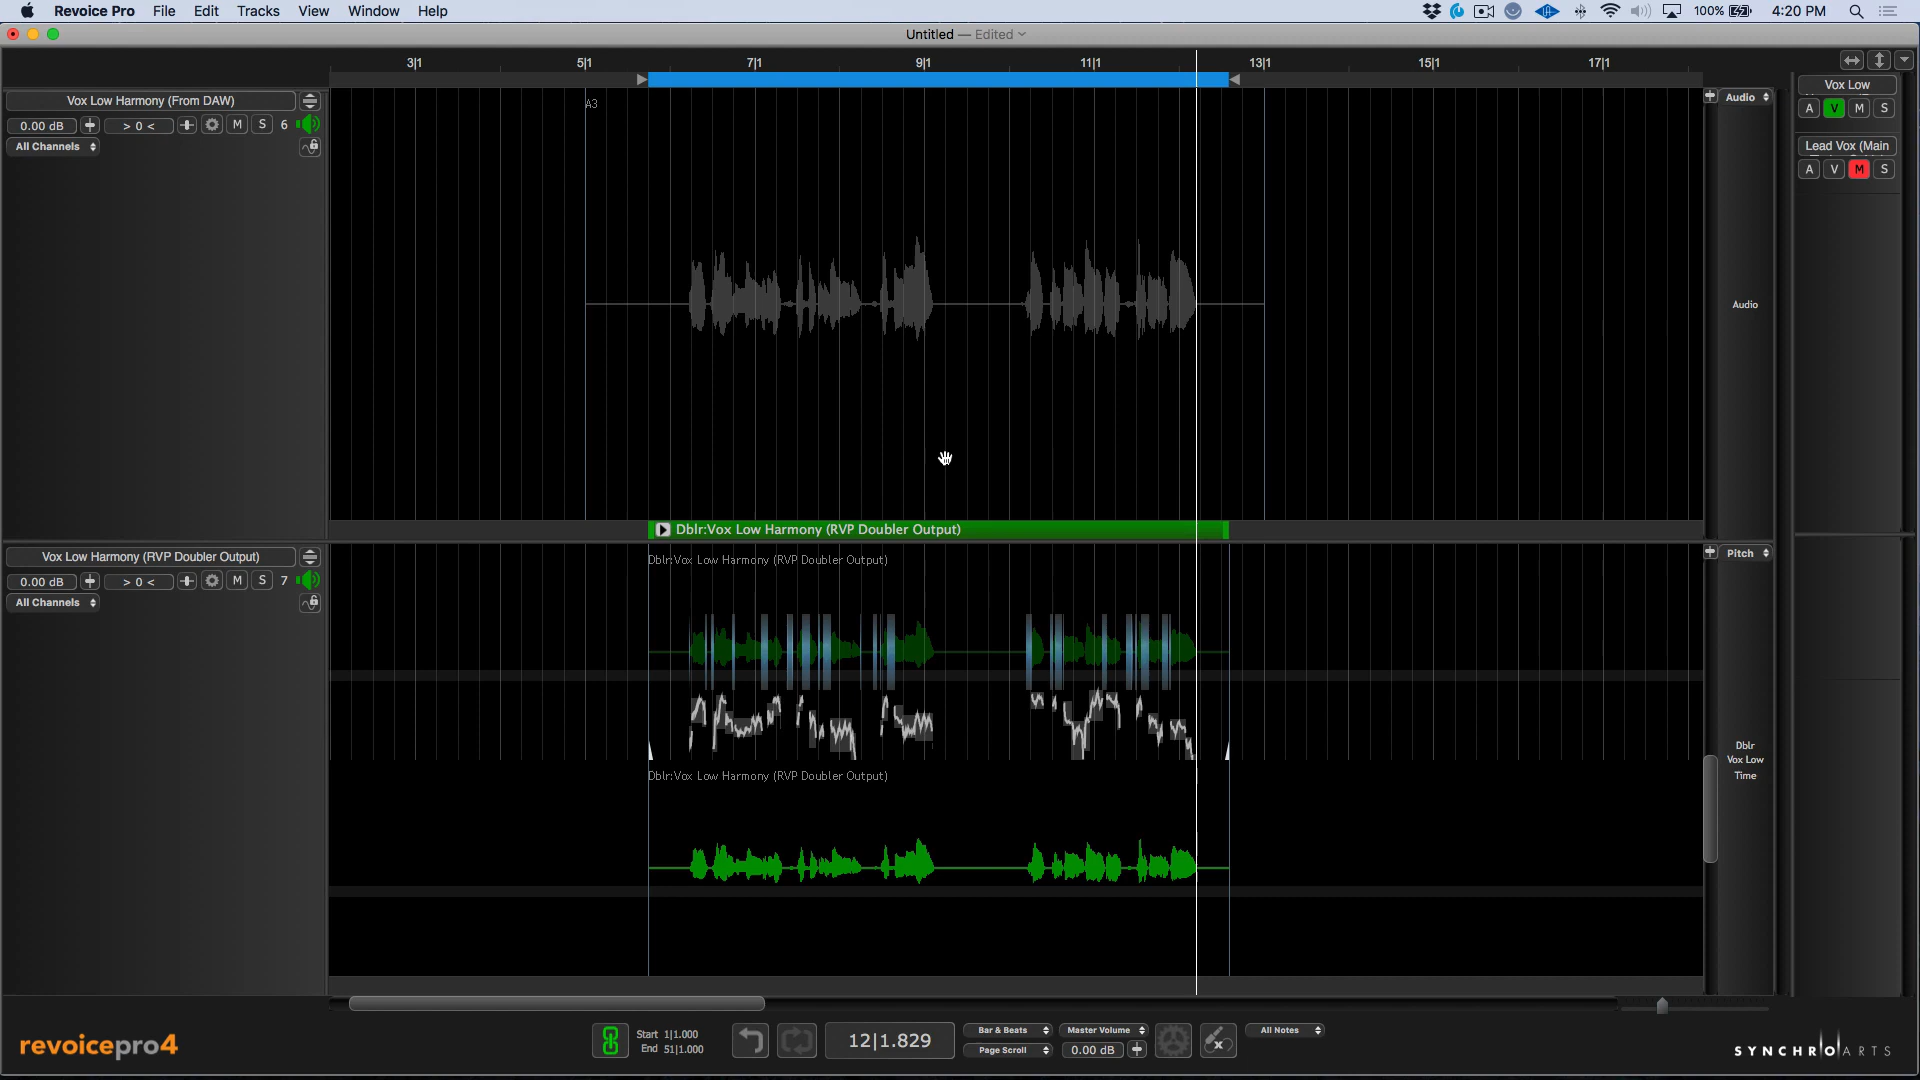 Revoice Pro File Edit Tracks View Window Help 100% 4:20 PM
Untitled — Edited
3|1 5|1 7|1 9|1 11|1 13|1 15|1 17|1
Vox Low Harmony (From DAW)
0.00 dB > 0 < M S 6
All Channels
A3
Audio
Audio
Vox Low
A V M S
Lead Vox (Main
A V M S
Dblr:Vox Low Harmony (RVP Doubler Output)
Vox Low Harmony (RVP Doubler Output)
0.00 dB > 0 < M S 7
All Channels
Dblr:Vox Low Harmony (RVP Doubler Output)
Pitch
Dblr
Vox Low
Time
Dblr:Vox Low Harmony (RVP Doubler Output)
revoicepro4
Start 1|1.000
End 51|1.000
12|1.829
Bar & Beats
Page Scroll
Master Volume
0.00 dB
All Notes
SYNCHROARTS